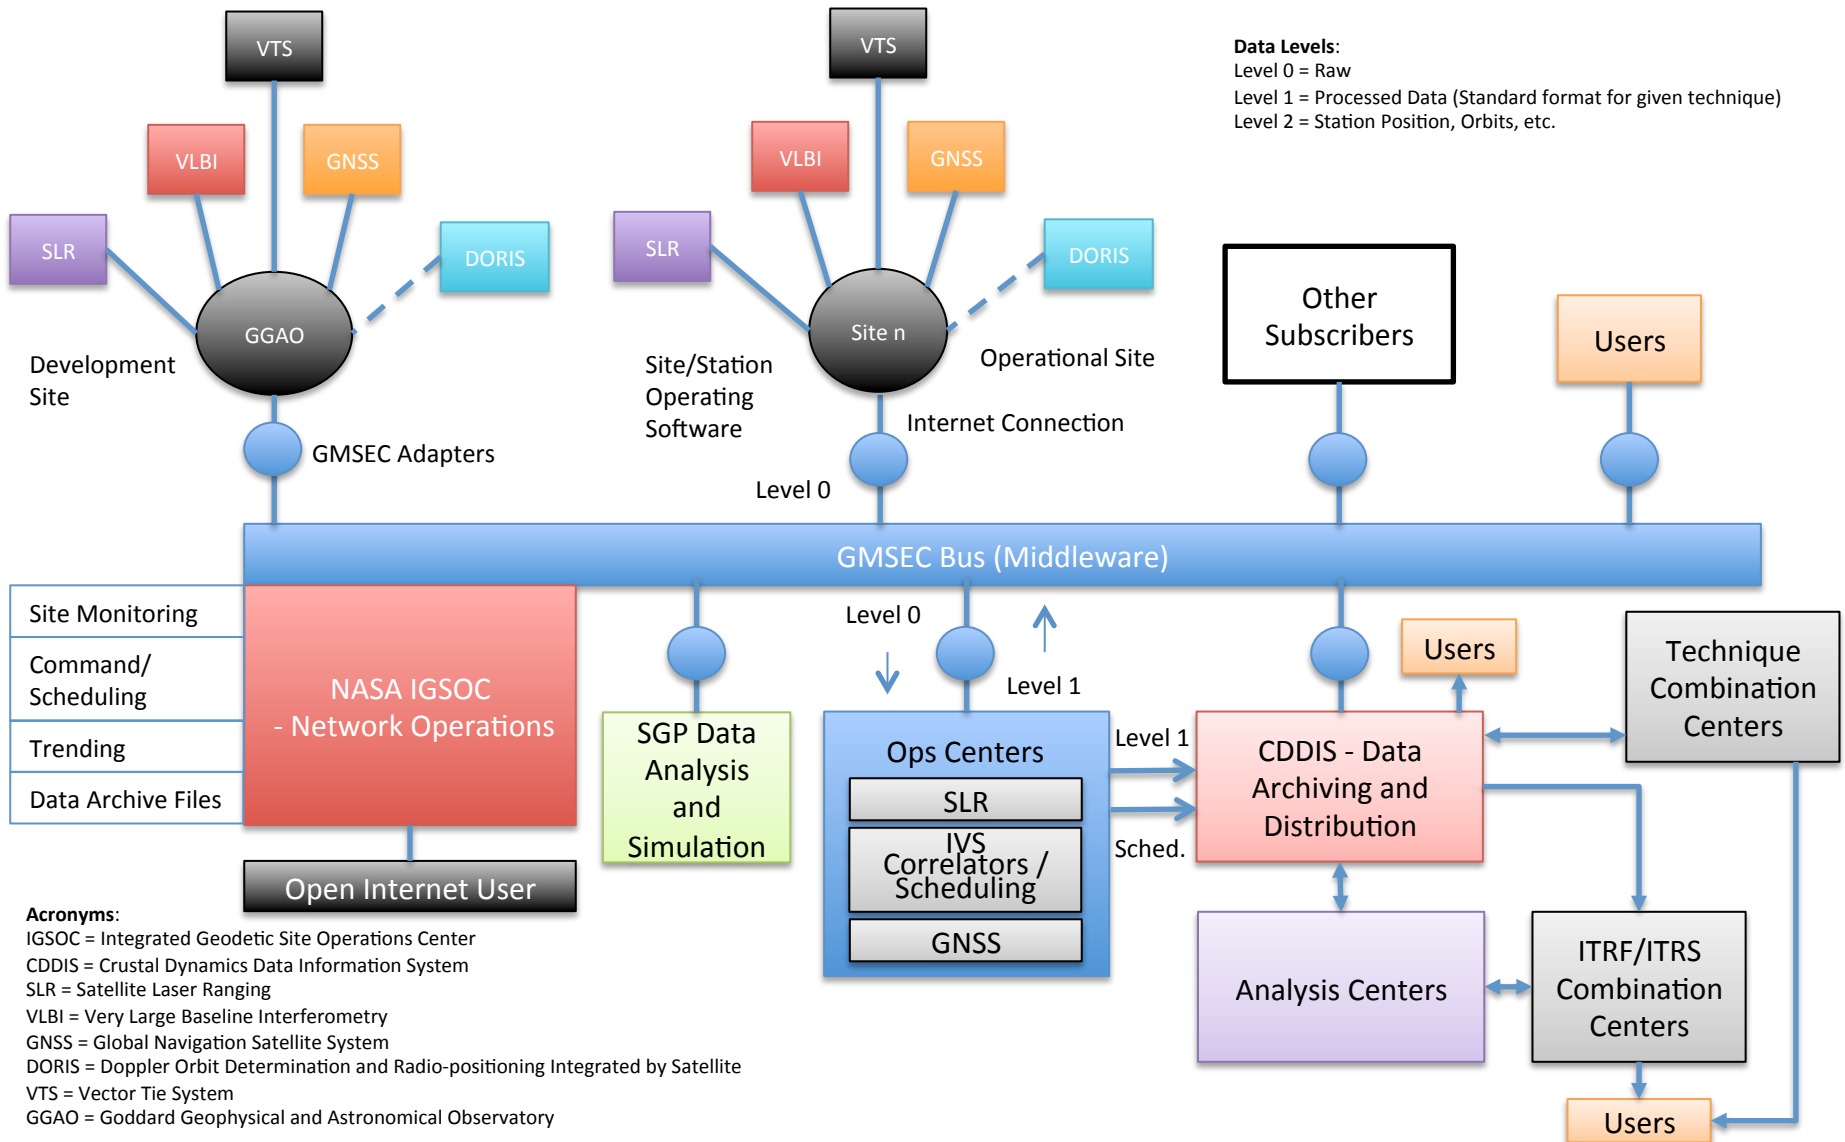 VTS
VTS
Data Levels:
Level 0 = Raw
Level 1 = Processed Data (Standard format for given technique)
Level 2 = Station Position, Orbits, etc.
VLBI
GNSS
VLBI
GNSS
SLR
DORIS
SLR
DORIS
GGAO
Site n
Development
Site
Site/Station
Operating
Software
Operational Site
Internet Connection
Other
Subscribers
Users
GMSEC Adapters
Level 0
GMSEC Bus (Middleware)
Site Monitoring
Command/
Scheduling
Trending
Data Archive Files
NASA IGSOC
- Network Operations
Open Internet User
SGP Data
Analysis
and
Simulation
Level 0
Level 1
Ops Centers
SLR
IVS
Correlators /
Scheduling
GNSS
Level 1
Sched.
CDDIS - Data
Archiving and
Distribution
Users
Technique
Combination
Centers
Analysis Centers
ITRF/ITRS
Combination
Centers
Users
Acronyms:
IGSOC = Integrated Geodetic Site Operations Center
CDDIS = Crustal Dynamics Data Information System
SLR = Satellite Laser Ranging
VLBI = Very Large Baseline Interferometry
GNSS = Global Navigation Satellite System
DORIS = Doppler Orbit Determination and Radio-positioning Integrated by Satellite
VTS = Vector Tie System
GGAO = Goddard Geophysical and Astronomical Observatory